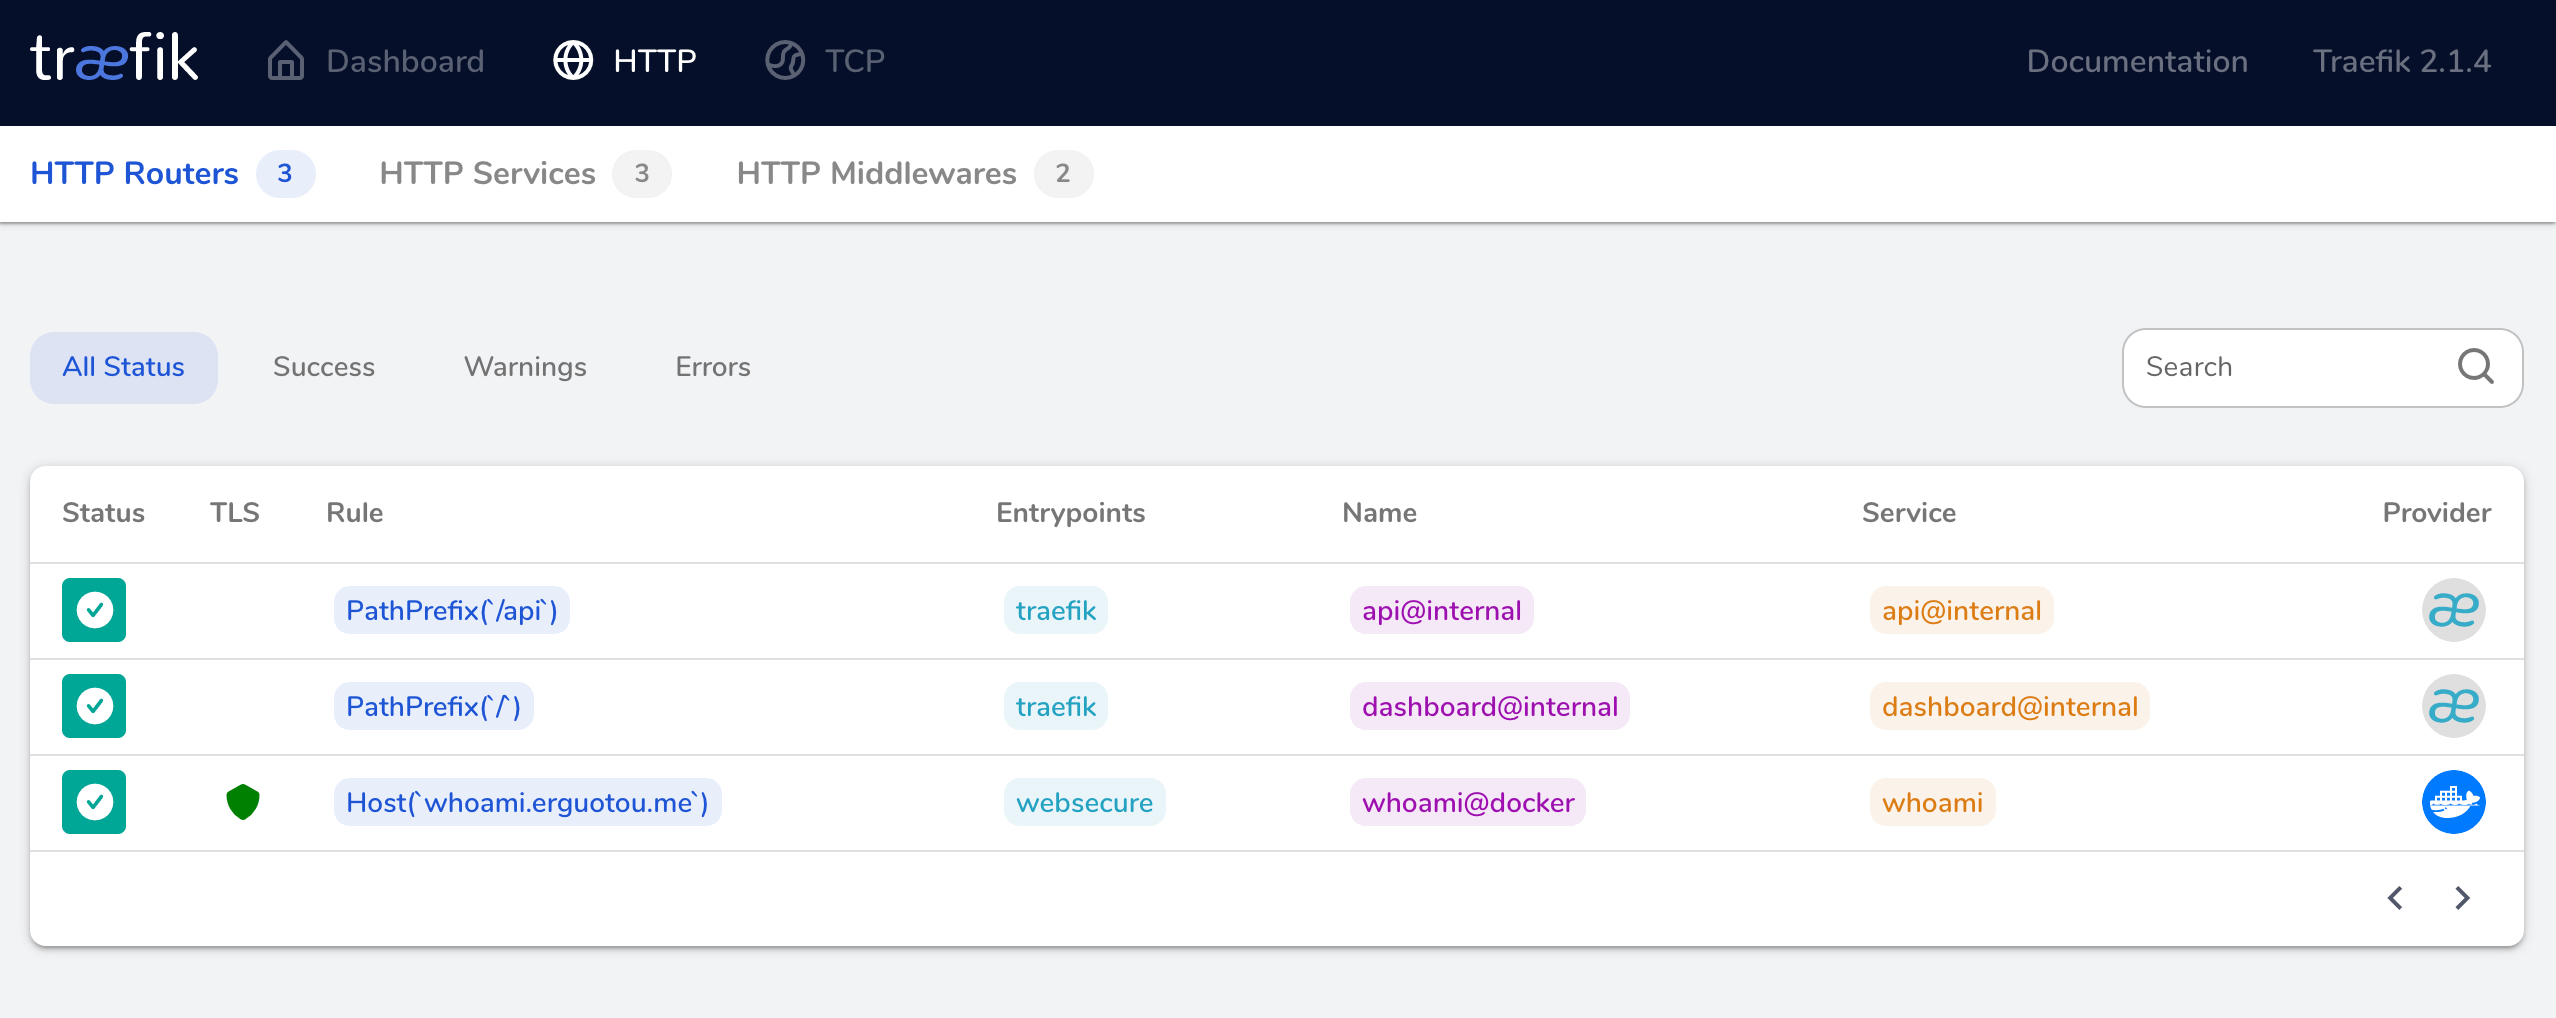 træfik Dashboard HTTP TCP Documentation Traefik 2.1.4
HTTP Routers 3 HTTP Services 3 HTTP Middlewares 2
All Status Success Warnings Errors Search
Status TLS Rule Entrypoints Name Service Provider
PathPrefix(`/api`) traefik api@internal api@internal æ
PathPrefix(`/`) traefik dashboard@internal dashboard@internal æ
Host(`whoami.erguotou.me`) websecure whoami@docker whoami